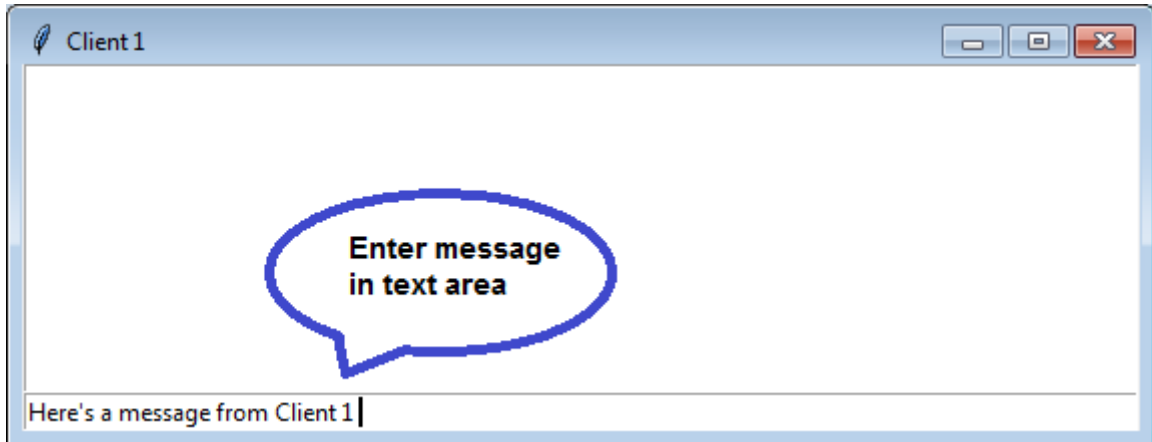 Client 1
Enter message
in text area
Here's a message from Client 1